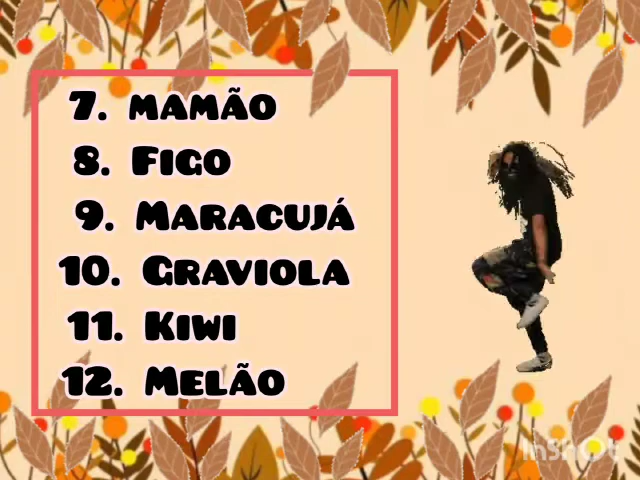 7. MAMÃO
8. FIGO
9. MARACUJÁ
10. GRAVIOLA
11. KIWI
12. MELÃO
InShOt